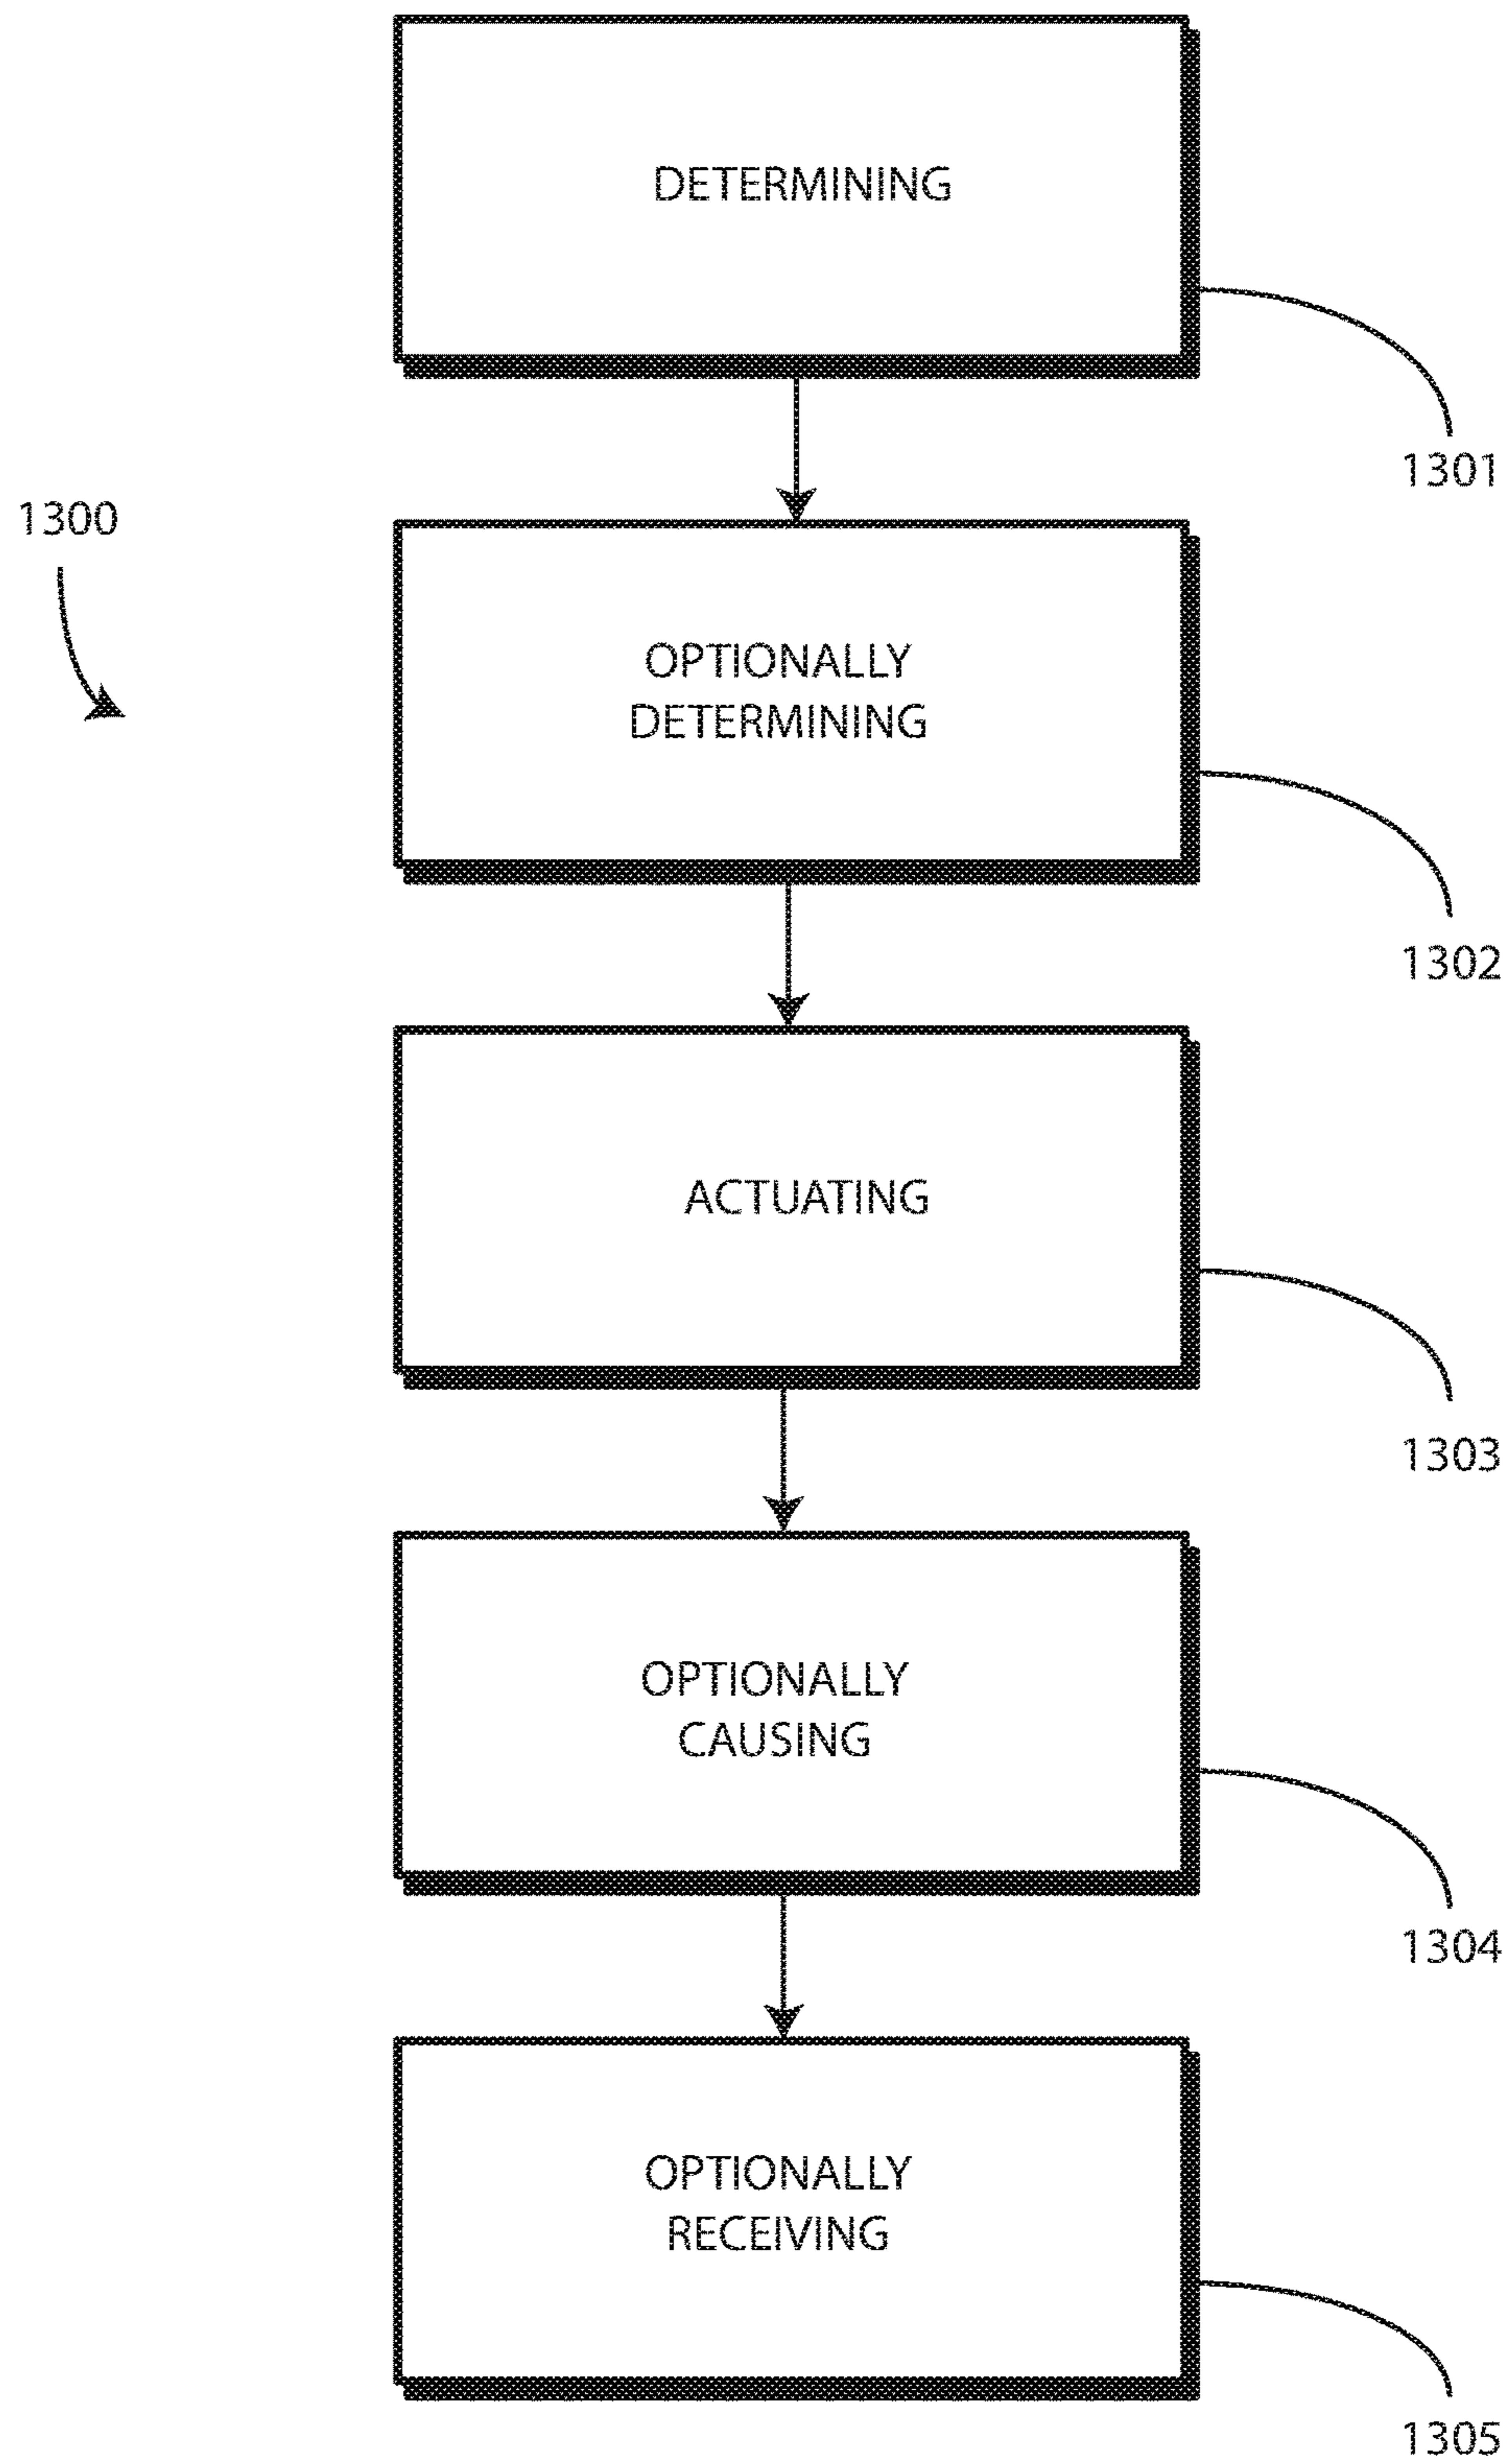 DETERMINING
1301
1300
OPTIONALLY
DETERMINING
1302
ACTUATING
1303
OPTIONALLY
CAUSING
1304
OPTIONALLY
RECEIVING
1305